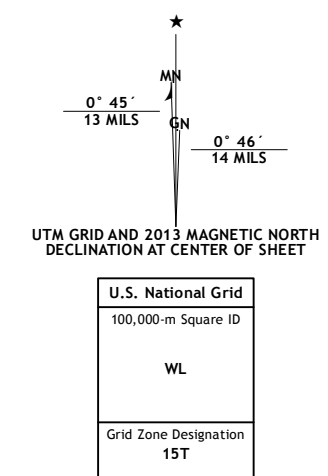 ★
MN
GN
0° 45´
13 MILS
0° 46´
14 MILS
UTM GRID AND 2013 MAGNETIC NORTH
DECLINATION AT CENTER OF SHEET
U.S. National Grid
100,000-m Square ID
WL
Grid Zone Designation
15T